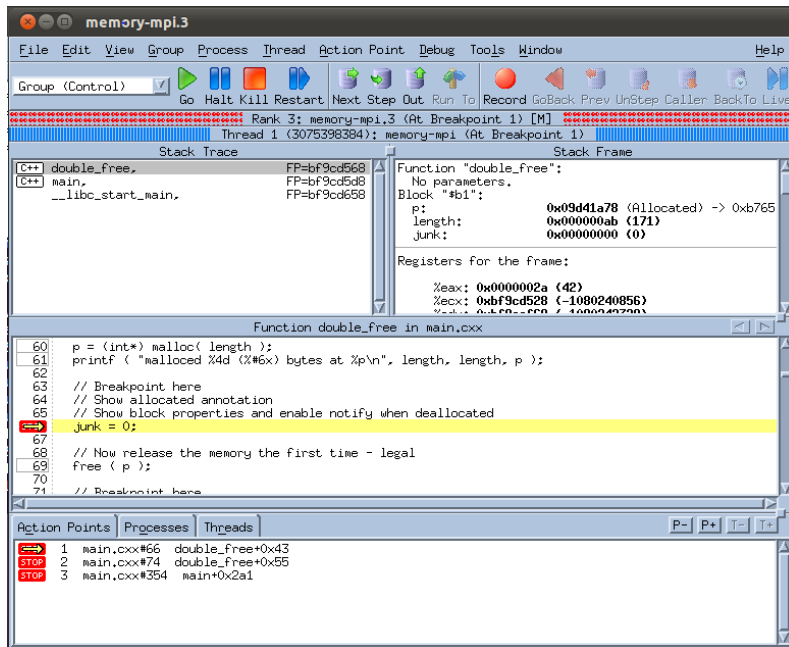 memory-mpi.3
File Edit View Group Process Thread Action Point Debug Tools Window Help
Group (Control)
Go Halt Kill Restart Next Step Out Run To Record GoBack Prev UnStep Caller BackTo Live
Rank 3: memory-mpi.3 (At Breakpoint 1) [M]
Thread 1 (3075398384): memory-mpi (At Breakpoint 1)
Stack Trace
C++ double_free, FP=bf9cd568
C++ main, FP=bf9cd5d8
__libc_start_main, FP=bf9cd658
Stack Frame
Function "double_free":
No parameters.
Block "$b1":
p: 0x09d41a78 (Allocated) -> 0xb765
length: 0x000000ab (171)
junk: 0x00000000 (0)
Registers for the frame:
%eax: 0x0000002a (42)
%ecx: 0xbf9cd528 (-1080240856)
Function double_free in main.cxx
60 p = (int*) malloc( length );
61 printf ( "malloced %4d (%#6x) bytes at %p\n", length, length, p );
62
63 // Breakpoint here
64 // Show allocated annotation
65 // Show block properties and enable notify when deallocated
junk = 0;
67
68 // Now release the memory the first time - legal
69 free ( p );
70
71 // Breakpoint here
Action Points Processes Threads P- P+ T- T+
1 main.cxx#66 double_free+0x43
STOP 2 main.cxx#74 double_free+0x55
STOP 3 main.cxx#354 main+0x2a1